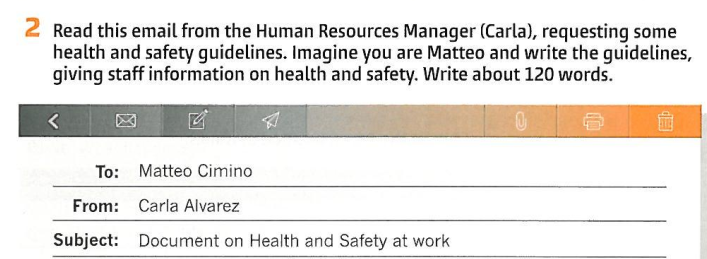 2 Read this email from the Human Resources Manager (Carla), requesting some
health and safety guidelines. Imagine you are Matteo and write the guidelines,
giving staff information on health and safety. Write about 120 words.
To: Matteo Cimino
From: Carla Alvarez
Subject: Document on Health and Safety at work